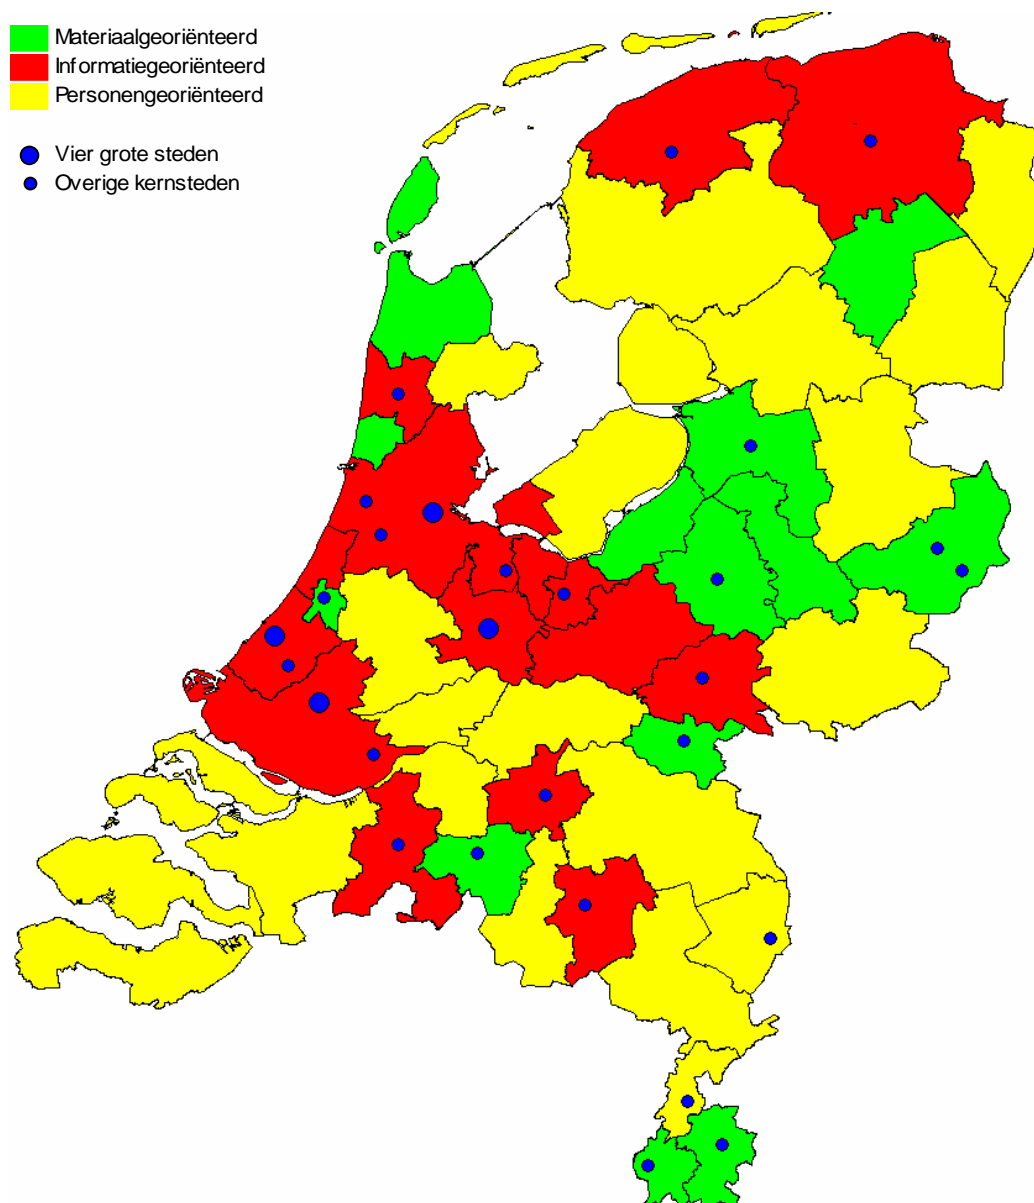 Materiaalgeoriënteerd
Informatiegeoriënteerd
Personengeoriënteerd
Vier grote steden
Overige kernsteden